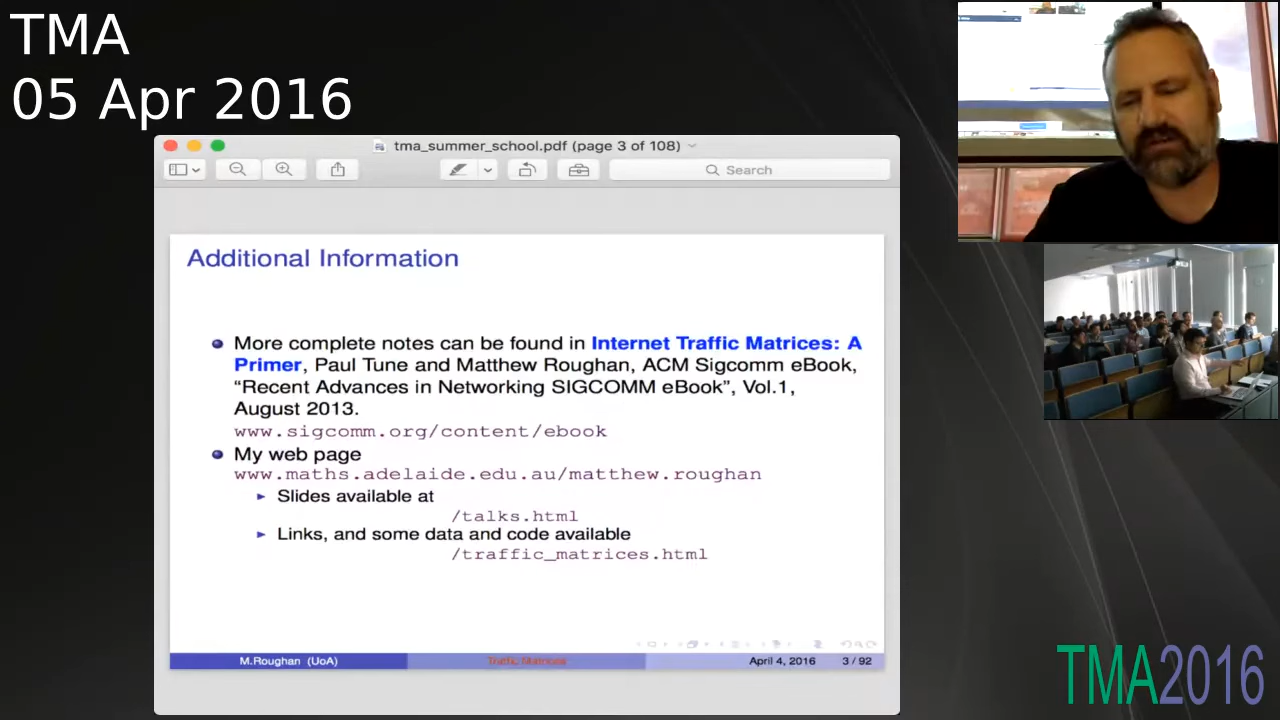 TMA
05 Apr 2016
tma_summer_school.pdf (page 3 of 108)
Search
Additional Information
More complete notes can be found in Internet Traffic Matrices: A
Primer, Paul Tune and Matthew Roughan, ACM Sigcomm eBook,
“Recent Advances in Networking SIGCOMM eBook”, Vol.1,
August 2013.
www.sigcomm.org/content/ebook
My web page
www.maths.adelaide.edu.au/matthew.roughan
Slides available at
/talks.html
Links, and some data and code available
/traffic_matrices.html
M.Roughan (UoA)
Traffic Matrices
April 4, 2016
3 / 92
TMA2016